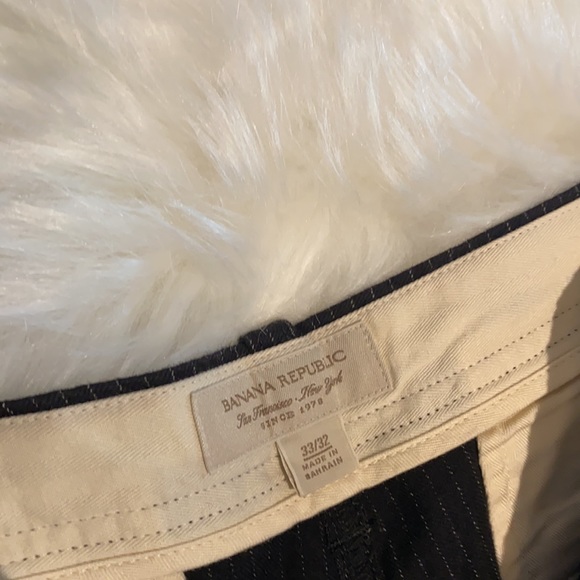 BANANA REPUBLIC
San Francisco · New York
SINCE 1978
33/32
MADE IN
BAHRAIN